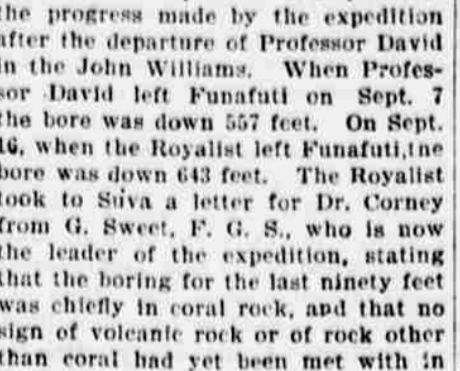 the progress made by the expedition
after the departure of Professor David
in the John Williams. When Profes-
sor David left Funafuti on Sept. 7
the bore was down 557 feet. On Sept.
16, when the Royalist left Funafuti,tne
bore was down 643 feet. The Royalist
took to Suva a letter for Dr. Corney
from G. Sweet, F. G. S., who is now
the leader of the expedition, stating
that the boring for the last ninety feet
was chiefly in coral rock, and that no
sign of volcanic rock or of rock other
than coral had yet been met with in